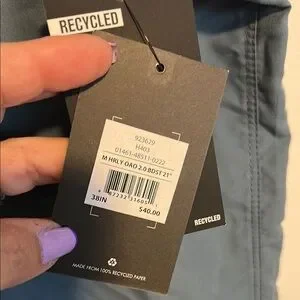 RECYCLED
923629
H403
01461-48511-0222
M HRLY OAO 2.0 BDST 21"
38IN
$40.00
RECYCLED
MADE FROM 100% RECYCLED PAPER